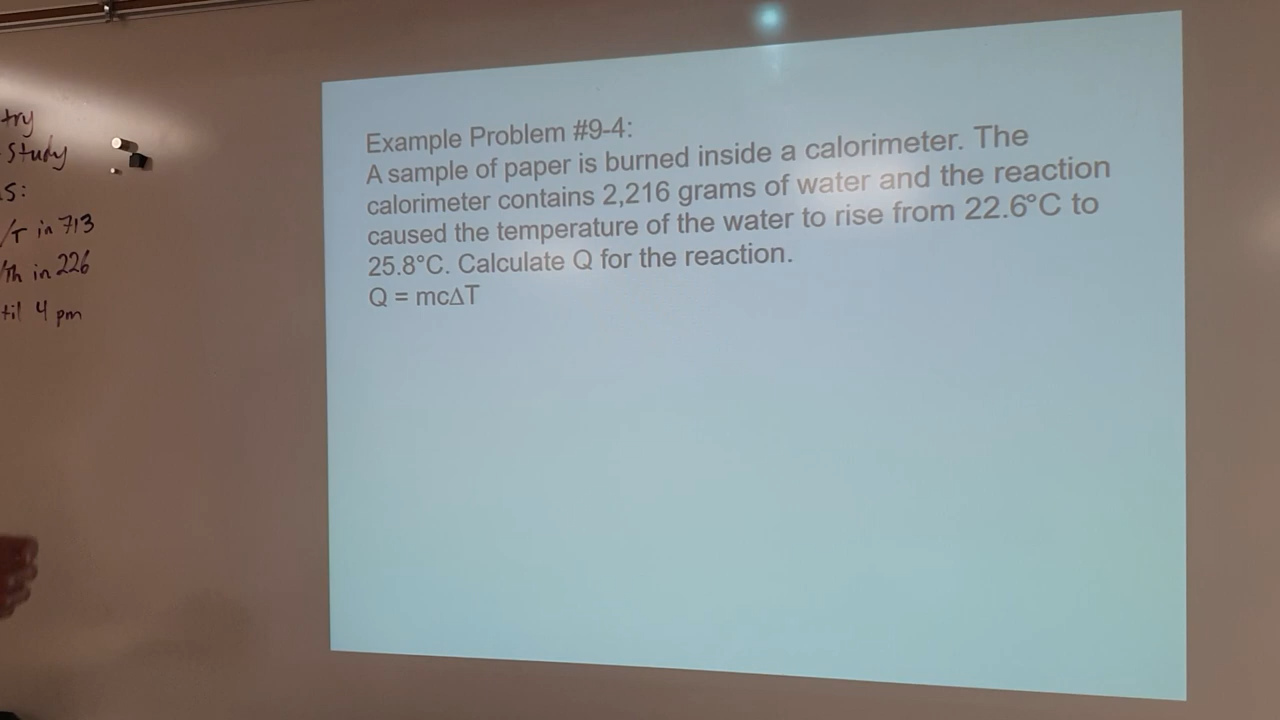 try
study
s:
/T in 713
/Th in 226
til 4 pm
Example Problem #9-4:
A sample of paper is burned inside a calorimeter. The
calorimeter contains 2,216 grams of water and the reaction
caused the temperature of the water to rise from 22.6°C to
25.8°C. Calculate Q for the reaction.
Q = mc∆T